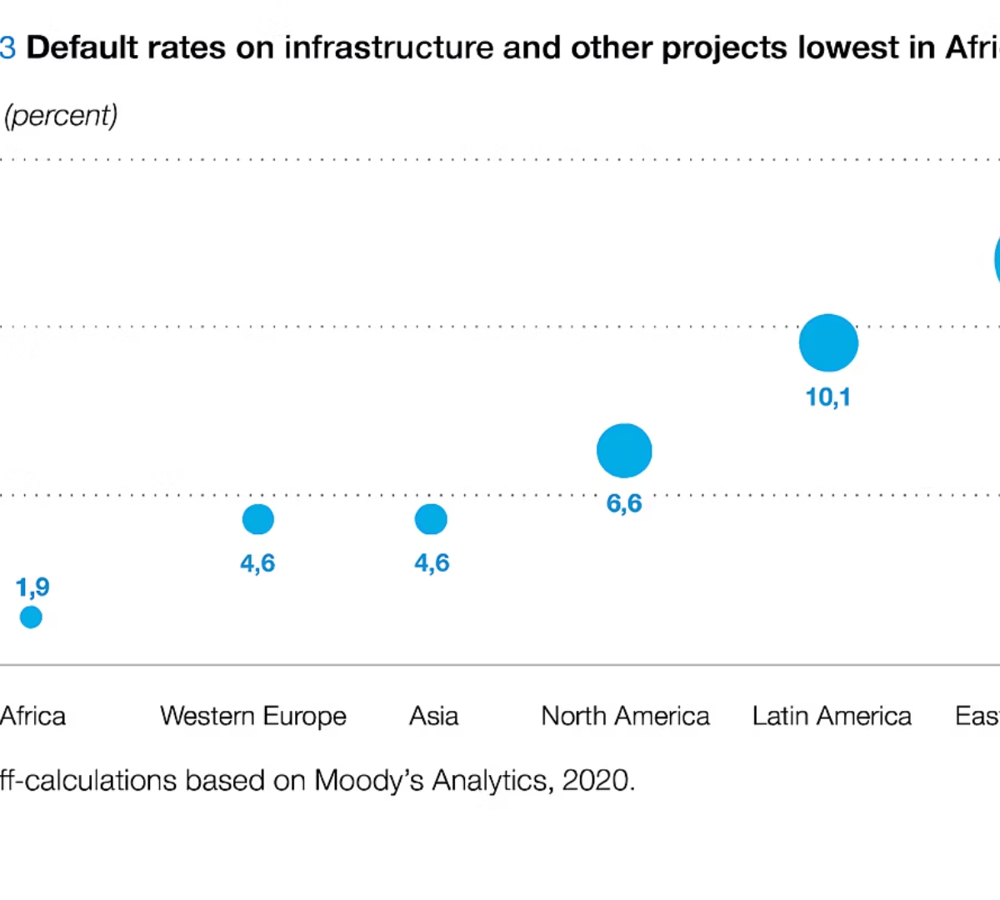 3 Default rates on infrastructure and other projects lowest in Afri
(percent)
10,1
6,6
4,6 4,6
1,9
Africa Western Europe Asia North America Latin America Eas
ff-calculations based on Moody’s Analytics, 2020.